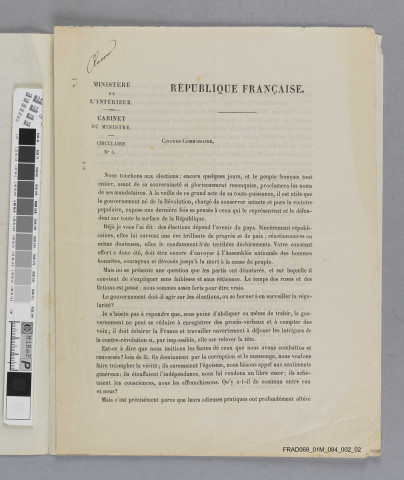 MINISTÈRE
DE
L'INTÉRIEUR.
CABINET
DU MINISTRE.
CIRCULAIRE
N° 5.
RÉPUBLIQUE FRANÇAISE.
CITOYEN COMMISSAIRE,
Nous touchons aux élections : encore quelques jours, et le peuple français tout
entier, usant de sa souveraineté si glorieusement reconquise, proclamera les noms
de ses mandataires. A la veille de ce grand acte de sa toute-puissance, il est utile que
le gouvernement né de la Révolution, chargé de conserver intacte et pure la victoire
populaire, expose une dernière fois sa pensée à ceux qui le représentent et la défen-
dent sur toute la surface de la République.
Déjà je vous l'ai dit : des élections dépend l'avenir du pays. Sincèrement républi-
caines, elles lui ouvrent une ère brillante de progrès et de paix ; réactionnaires ou
même douteuses, elles le condamnent à de terribles déchirements. Votre constant
effort a donc été, doit être encore d'envoyer à l'Assemblée nationale des hommes
honnêtes, courageux et dévoués jusqu'à la mort à la cause du peuple.
Mais ici se présente une question que les partis ont dénaturée, et sur laquelle il
convient de s'expliquer sans faiblesse et sans réticence. Le temps des ruses et des
fictions est passé : nous sommes assez forts pour être vrais.
Le gouvernement doit-il agir sur les élections, ou se borner à en surveiller la régu-
larité?
Je n'hésite pas à répondre que, sous peine d'abdiquer ou même de trahir, le gou-
vernement ne peut se réduire à enregistrer des procès-verbaux et à compter des
voix ; il doit éclairer la France et travailler ouvertement à déjouer les intrigues de
la contre-révolution si, par impossible, elle ose relever la tête.
Est-ce à dire que nous imitions les fautes de ceux que nous avons combattus et
renversés? loin de là. Ils dominaient par la corruption et le mensonge, nous voulons
faire triompher la vérité ; ils caressaient l'égoïsme, nous faisons appel aux sentiments
généreux ; ils étouffaient l'indépendance, nous lui rendons un libre essor ; ils ache-
taient les consciences, nous les affranchissons. Qu'y a-t-il de commun entre eux
et nous?
Mais c'est précisément parce que leurs odieuses pratiques ont profondément altéré
FRAD068_01M_084_002_02